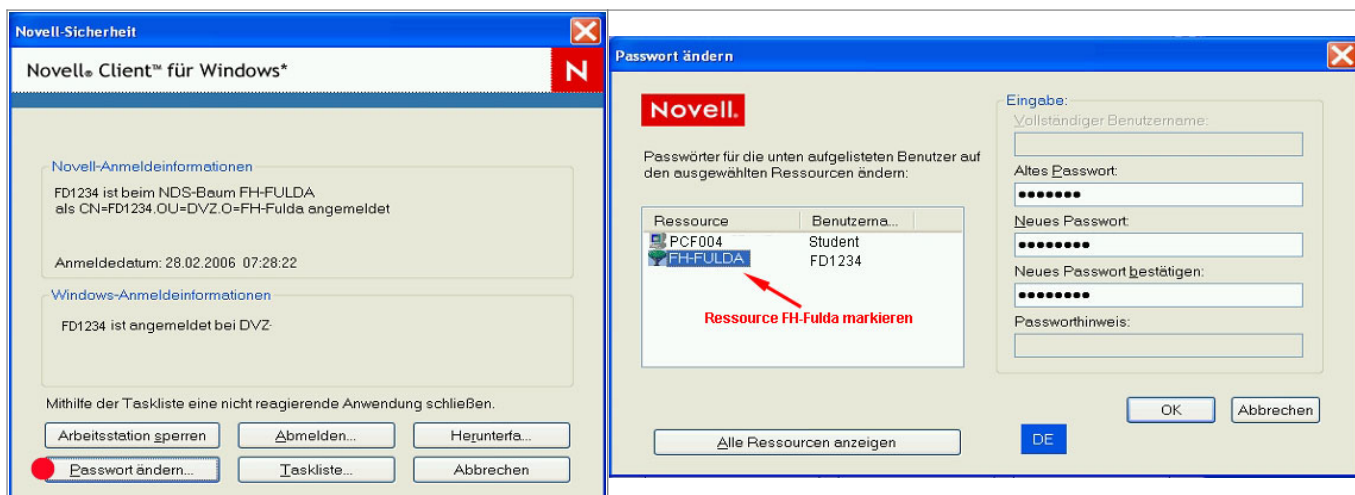 Novell-Sicherheit
Novell® Client™ für Windows*
N
Novell-Anmeldeinformationen
FD1234 ist beim NDS-Baum FH-FULDA
als CN=FD1234.OU=DVZ.O=FH-Fulda angemeldet
Anmeldedatum: 28.02.2006 07:28:22
Windows-Anmeldeinformationen
FD1234 ist angemeldet bei DVZ
Mithilfe der Taskliste eine nicht reagierende Anwendung schließen.
Arbeitsstation sperren
Abmelden...
Herunterfa...
Passwort ändern...
Taskliste...
Abbrechen
Passwort ändern
Novell.
Passwörter für die unten aufgelisteten Benutzer auf
den ausgewählten Ressourcen ändern:
Ressource Benutzerna...
PCF004 Student
FH-FULDA FD1234
Ressource FH-Fulda markieren
Alle Ressourcen anzeigen
Eingabe:
Vollständiger Benutzername:
Altes Passwort:
●●●●●●●
Neues Passwort:
●●●●●●●●
Neues Passwort bestätigen:
●●●●●●●●
Passworthinweis:
OK
Abbrechen
DE